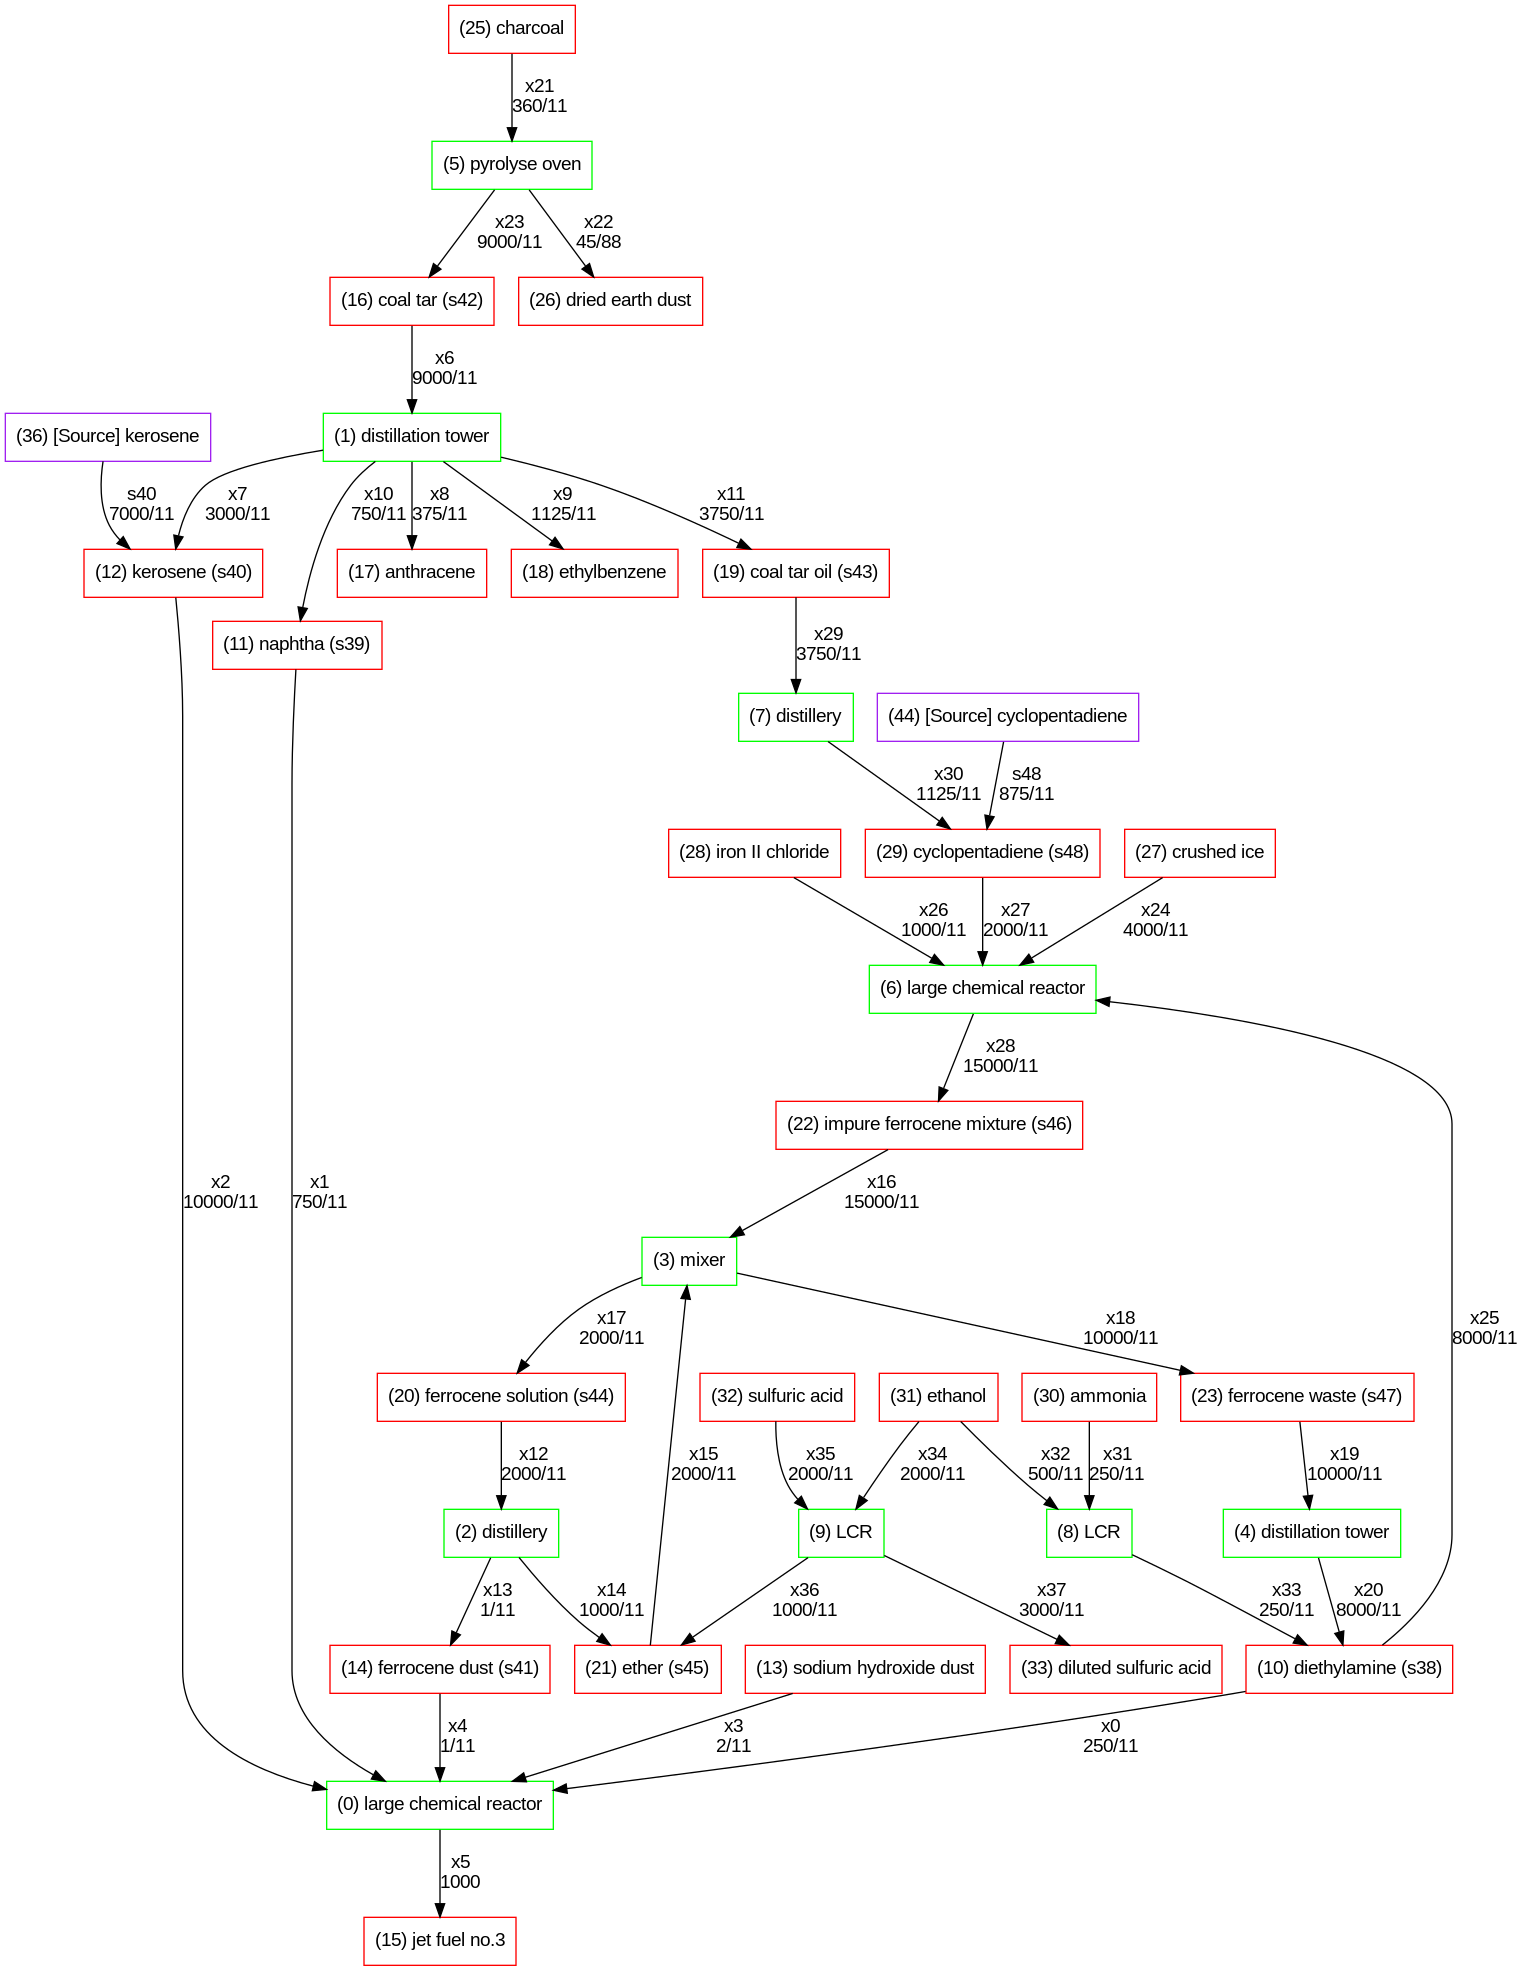 (25) charcoal
x21
360/11
(5) pyrolyse oven
x23
9000/11
x22
45/88
(16) coal tar (s42)
(26) dried earth dust
x6
9000/11
(36) [Source] kerosene
(1) distillation tower
s40
7000/11
x7
3000/11
x10
750/11
x8
375/11
x9
1125/11
x11
3750/11
(12) kerosene (s40)
(17) anthracene
(18) ethylbenzene
(19) coal tar oil (s43)
(11) naphtha (s39)
x29
3750/11
(7) distillery
(44) [Source] cyclopentadiene
x30
1125/11
s48
875/11
(28) iron II chloride
(29) cyclopentadiene (s48)
(27) crushed ice
x26
1000/11
x27
2000/11
x24
4000/11
(6) large chemical reactor
x28
15000/11
(22) impure ferrocene mixture (s46)
x2
10000/11
x1
750/11
x16
15000/11
(3) mixer
x17
2000/11
x18
10000/11
x25
8000/11
(20) ferrocene solution (s44)
(32) sulfuric acid
(31) ethanol
(30) ammonia
(23) ferrocene waste (s47)
x12
2000/11
x15
2000/11
x35
2000/11
x34
2000/11
x32
500/11
x31
250/11
x19
10000/11
(2) distillery
(9) LCR
(8) LCR
(4) distillation tower
x13
1/11
x14
1000/11
x36
1000/11
x37
3000/11
x33
250/11
x20
8000/11
(14) ferrocene dust (s41)
(21) ether (s45)
(13) sodium hydroxide dust
(33) diluted sulfuric acid
(10) diethylamine (s38)
x4
1/11
x3
2/11
x0
250/11
(0) large chemical reactor
x5
1000
(15) jet fuel no.3